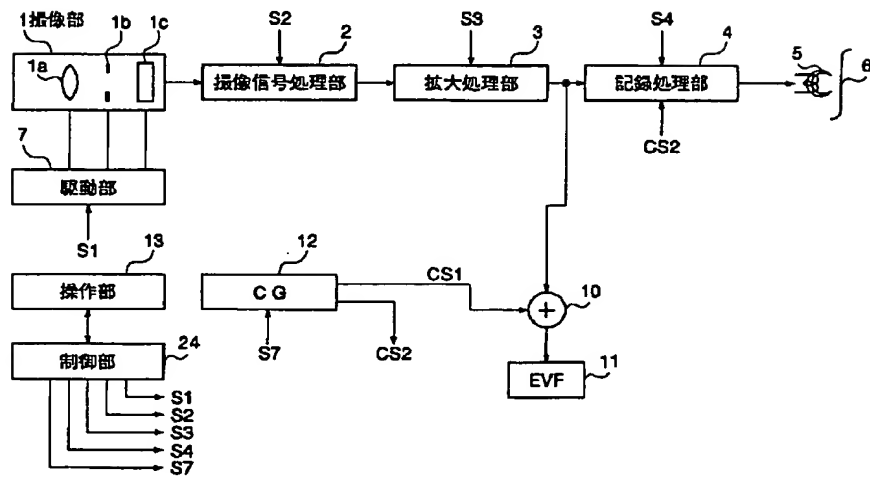 1撮像部
1b
1c
1a
S2
2
撮像信号処理部
S3
3
拡大処理部
S4
4
記録処理部
CS2
5
6
7
駆動部
S1
13
操作部
24
制御部
S1
S2
S3
S4
S7
12
CG
S7
CS1
CS2
+
10
EVF
11